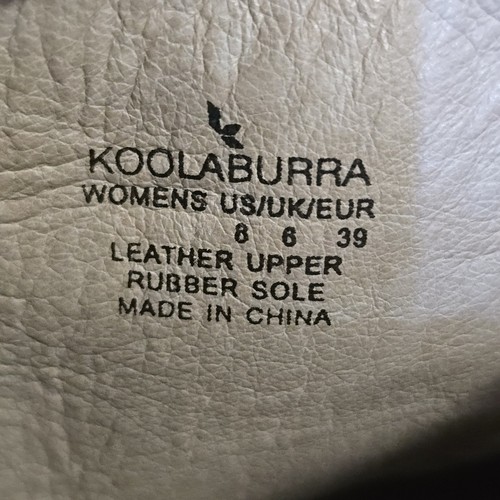 KOOLABURRA
WOMENS US/UK/EUR
8 6 39
LEATHER UPPER
RUBBER SOLE
MADE IN CHINA